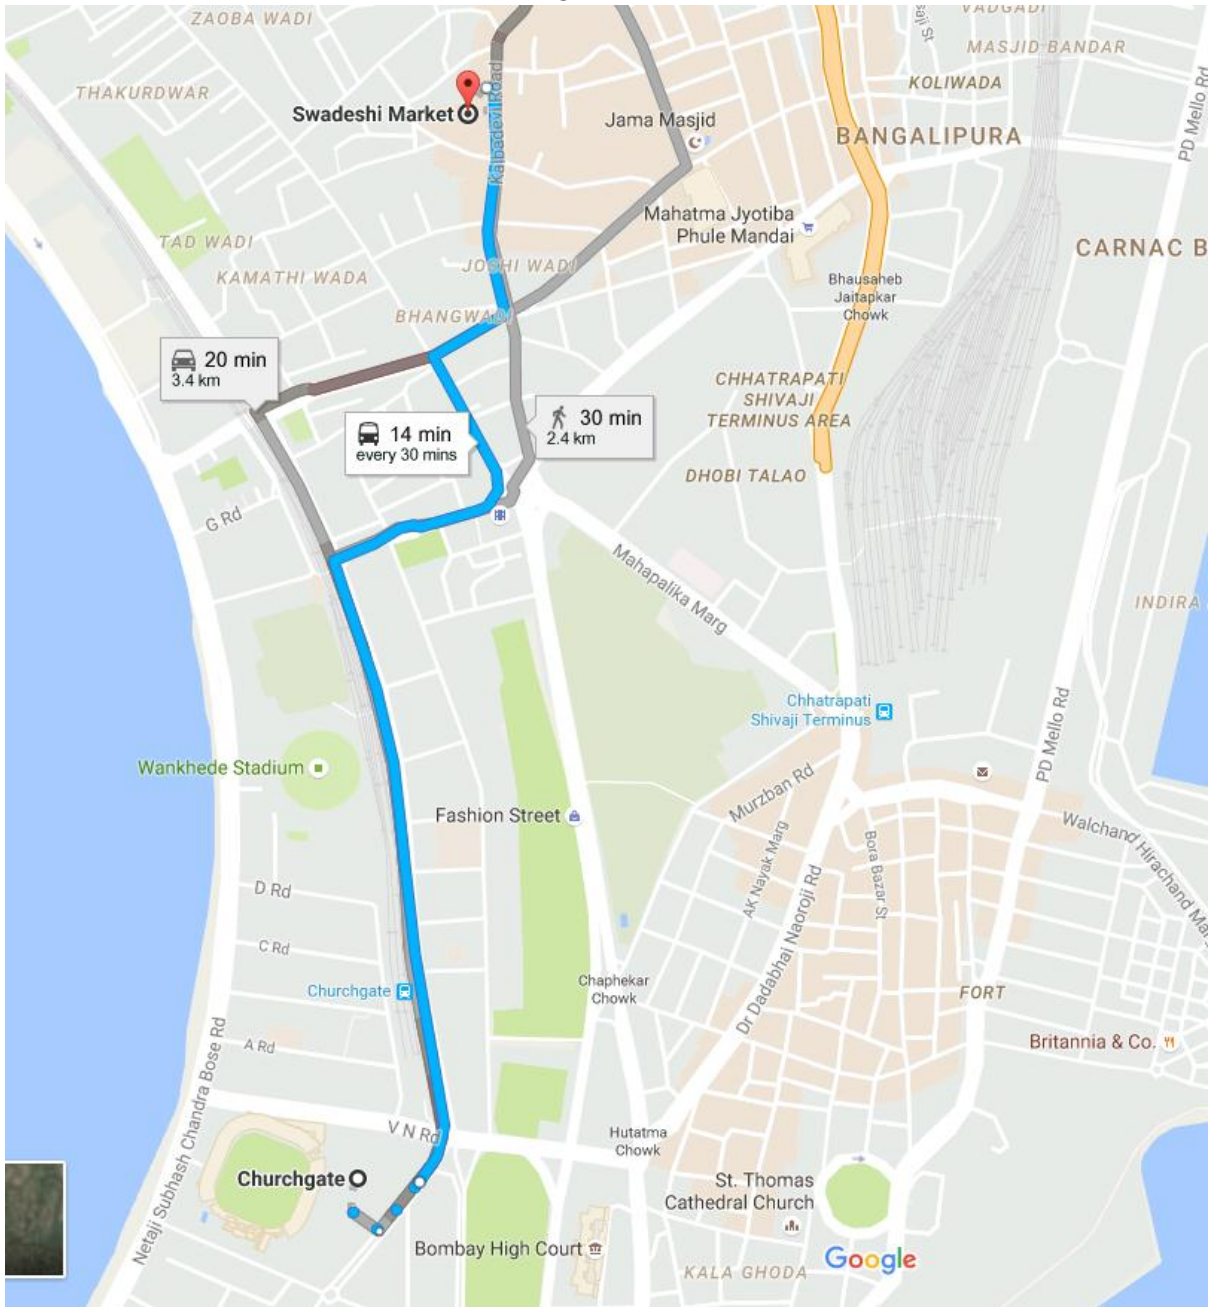 ZAOBA WADI
saji St
VADGADI
MASJID BANDAR
THAKURDWAR
KOLIWADA
Swadeshi Market
Kalbadevi Road
Jama Masjid
BANGALIPURA
PD Mello Rd
Mahatma Jyotiba
Phule Mandai
TAD WADI
KAMATHI WADA
JOSHI WADI
CARNAC B
Bhausaheb
Jaitapkar
Chowk
BHANGWADI
20 min
3.4 km
CHHATRAPATI
SHIVAJI
TERMINUS AREA
14 min
every 30 mins
30 min
2.4 km
DHOBI TALAO
G Rd
Mahapalika Marg
INDIRA
Chhatrapati
Shivaji Terminus
PD Mello Rd
Wankhede Stadium
Murzban Rd
Fashion Street
Walchand Hirachand Mar
AK Nayak Marg
Bora Bazar St
Dr Dadabhai Naoroji Rd
D Rd
C Rd
Churchgate
Chaphekar
Chowk
FORT
A Rd
Britannia & Co.
Netaji Subhash Chandra Bose Rd
V N Rd
Hutatma
Chowk
Churchgate
St. Thomas
Cathedral Church
Bombay High Court
KALA GHODA
Google